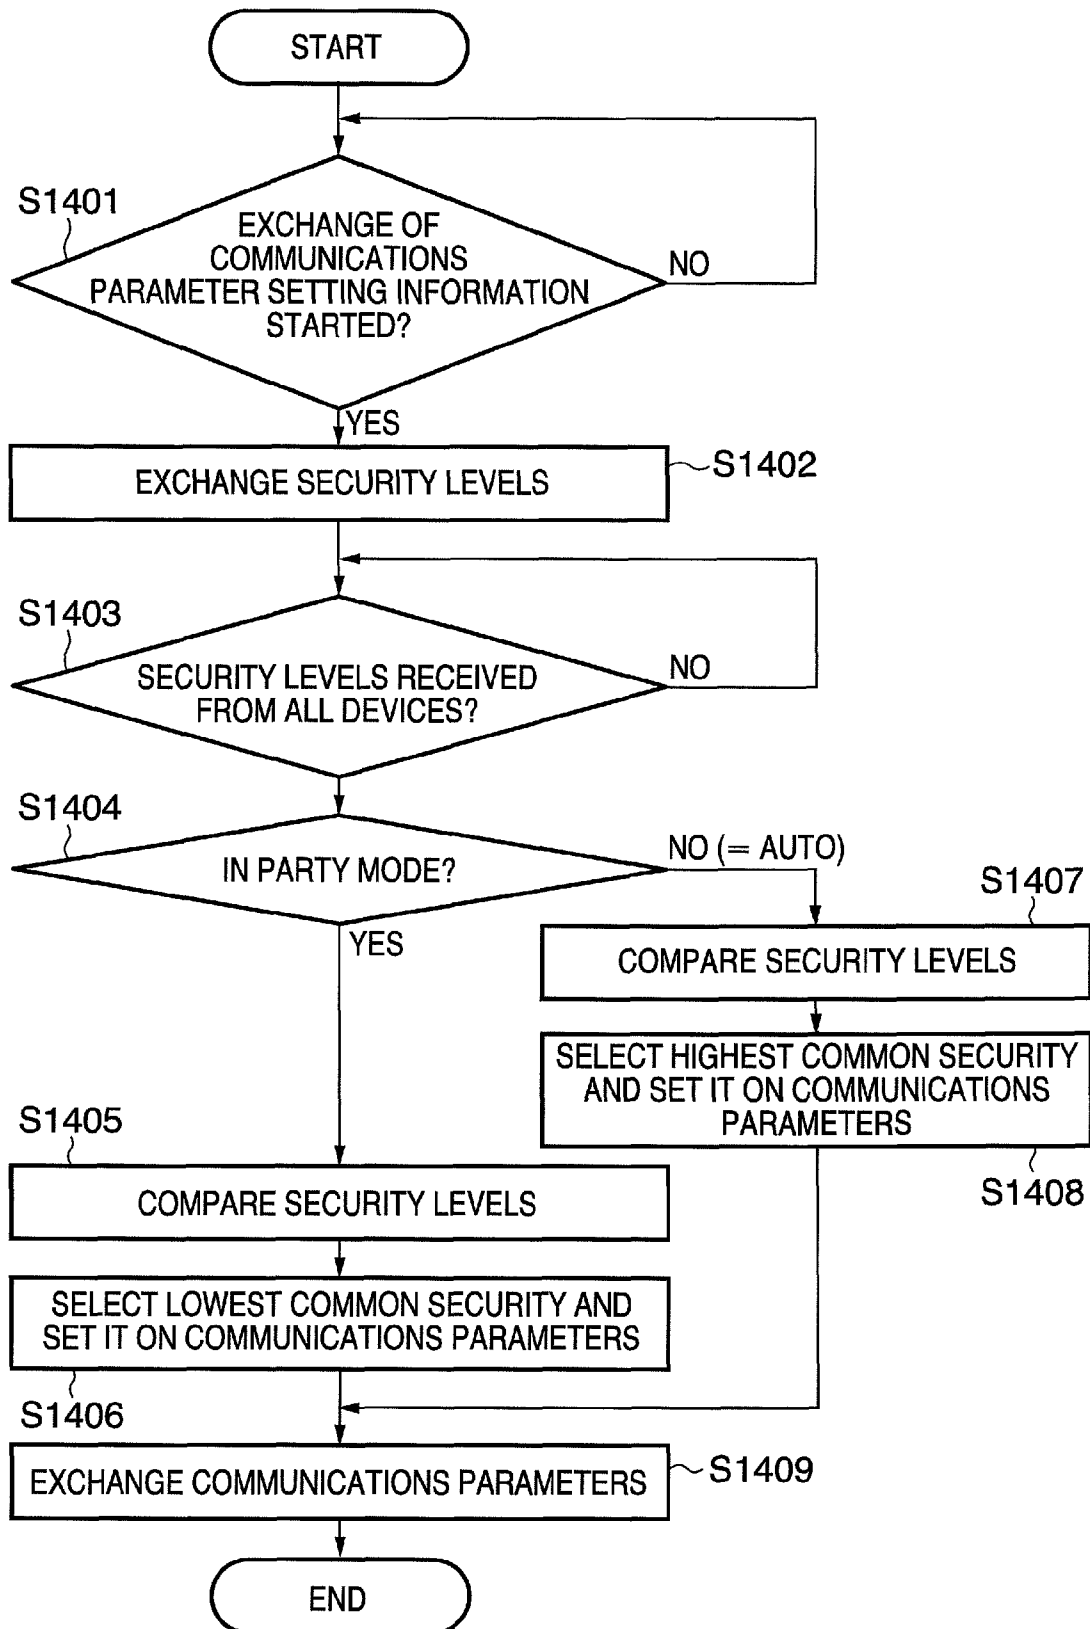 START
S1401
EXCHANGE OF
COMMUNICATIONS
PARAMETER SETTING INFORMATION
STARTED?
NO
YES
EXCHANGE SECURITY LEVELS
S1402
S1403
SECURITY LEVELS RECEIVED
FROM ALL DEVICES?
NO
S1404
IN PARTY MODE?
NO (= AUTO)
YES
S1407
COMPARE SECURITY LEVELS
SELECT HIGHEST COMMON SECURITY
AND SET IT ON COMMUNICATIONS
PARAMETERS
S1408
S1405
COMPARE SECURITY LEVELS
SELECT LOWEST COMMON SECURITY AND
SET IT ON COMMUNICATIONS PARAMETERS
S1406
EXCHANGE COMMUNICATIONS PARAMETERS
S1409
END